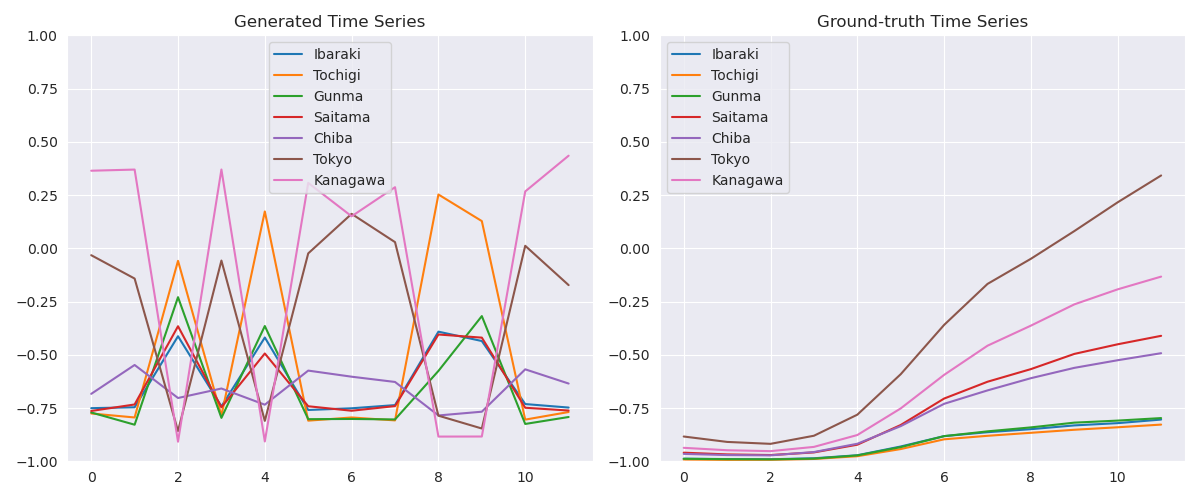 Generated Time Series
1.00
0.75
0.50
0.25
0.00
−0.25
−0.50
−0.75
−1.00
0 2 4 6 8 10
Ibaraki
Tochigi
Gunma
Saitama
Chiba
Tokyo
Kanagawa
Ground-truth Time Series
1.00
0.75
0.50
0.25
0.00
−0.25
−0.50
−0.75
−1.00
0 2 4 6 8 10
Ibaraki
Tochigi
Gunma
Saitama
Chiba
Tokyo
Kanagawa